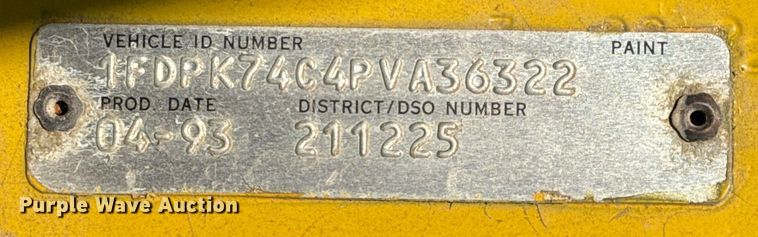 VEHICLE ID NUMBER PAINT
1FDPK74C4PVA36322
PROD. DATE DISTRICT/DSO NUMBER
04-93 211225
Purple Wave Auction